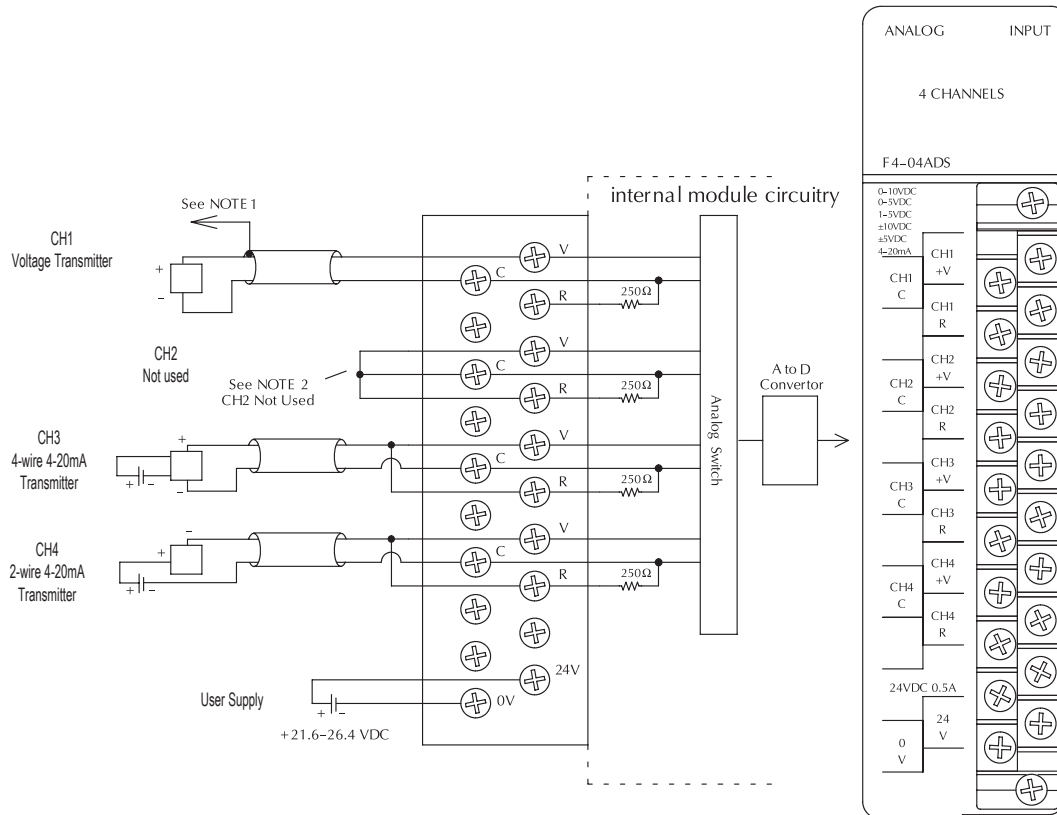 ANALOG INPUT
4 CHANNELS
F4–04ADS
internal module circuitry
See NOTE 1
CH1
Voltage Transmitter
+
–
V
C
R
250Ω
CH2
Not used
See NOTE 2
CH2 Not Used
V
C
R
250Ω
CH3
4-wire 4-20mA
Transmitter
+
–
+ –
V
C
R
250Ω
CH4
2-wire 4-20mA
Transmitter
–
+
+ –
V
C
R
250Ω
User Supply
+ –
+21.6–26.4 VDC
24V
0V
Analog Switch
A to D
Convertor
0–10VDC
0–5VDC
1–5VDC
±10VDC
±5VDC
4–20mA
CH1
+V
CH1
C
CH1
R
CH2
+V
CH2
C
CH2
R
CH3
+V
CH3
C
CH3
R
CH4
+V
CH4
C
CH4
R
24VDC 0.5A
24
V
0
V